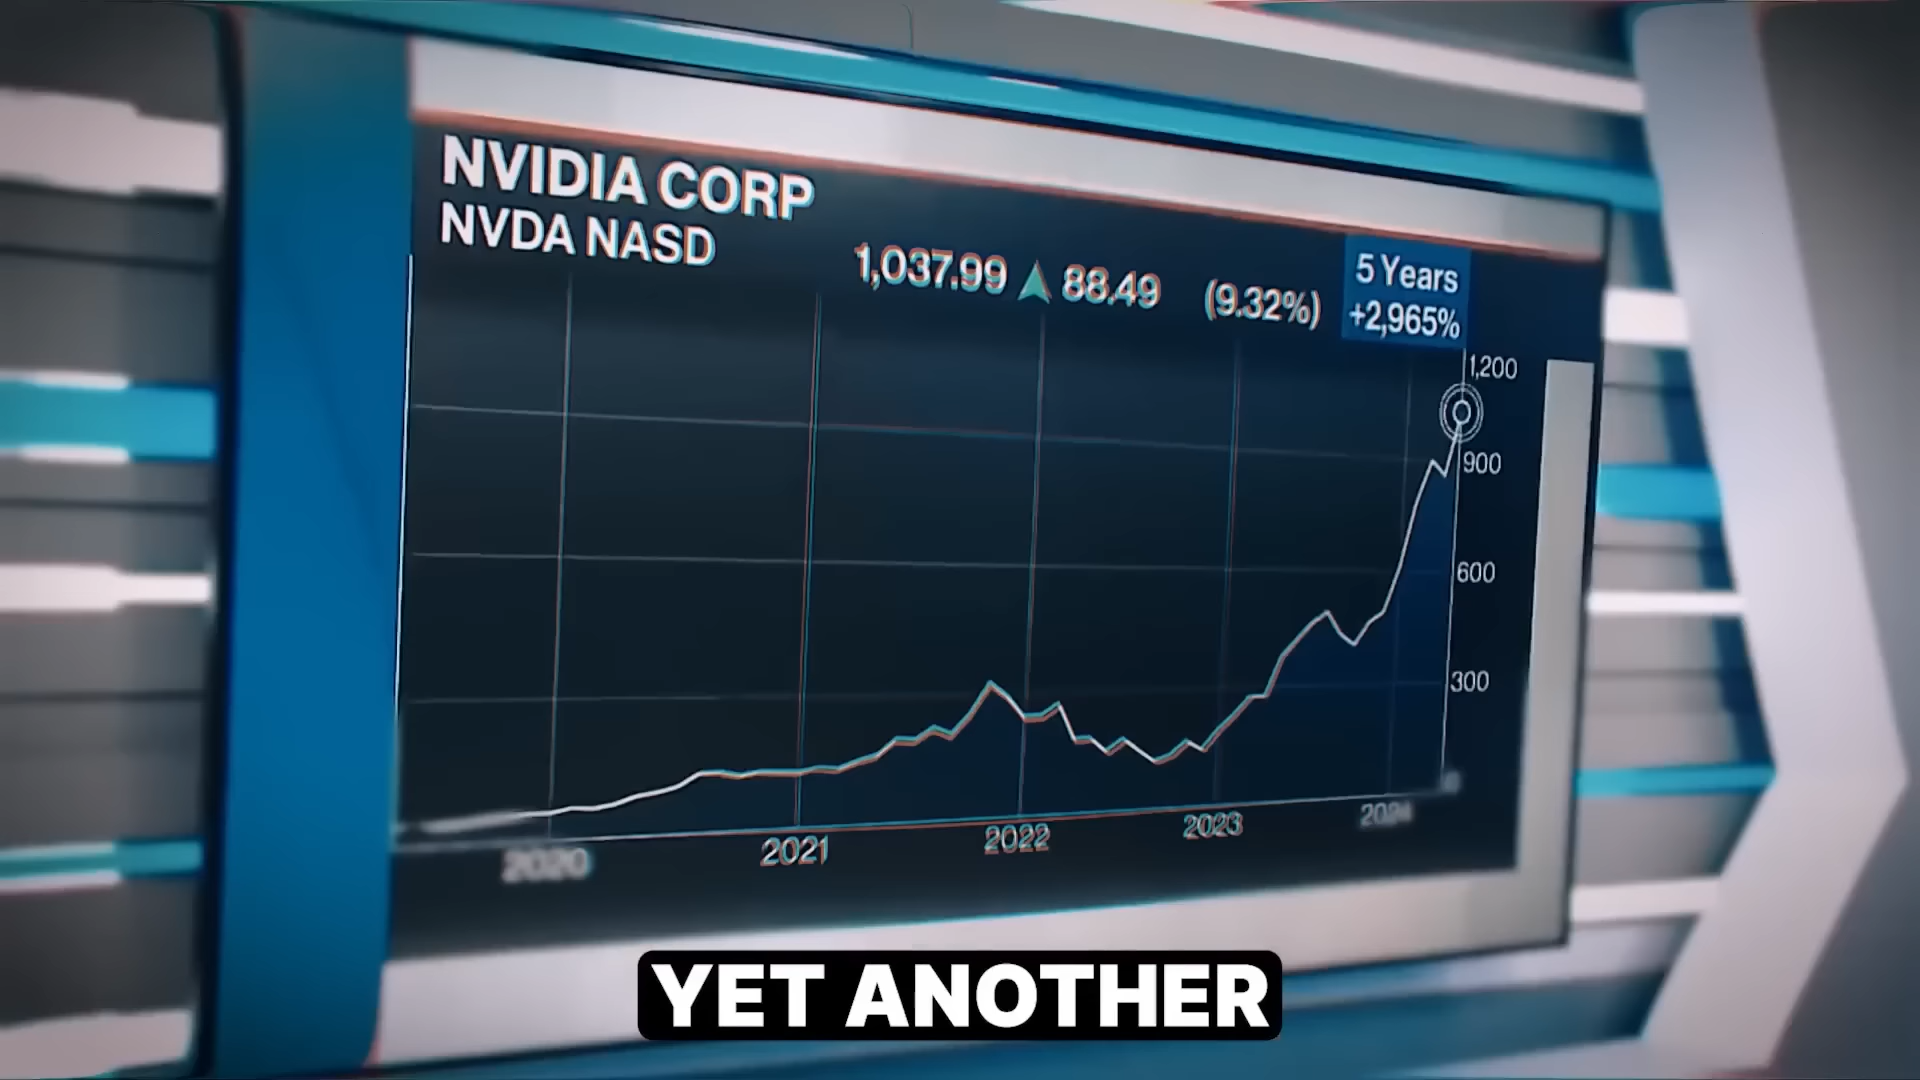 NVIDIA CORP
NVDA NASD
1,037.99 ▲ 88.49 (9.32%)
5 Years
+2,965%
1,200
900
600
300
0
2020 2021 2022 2023 2024
YET ANOTHER